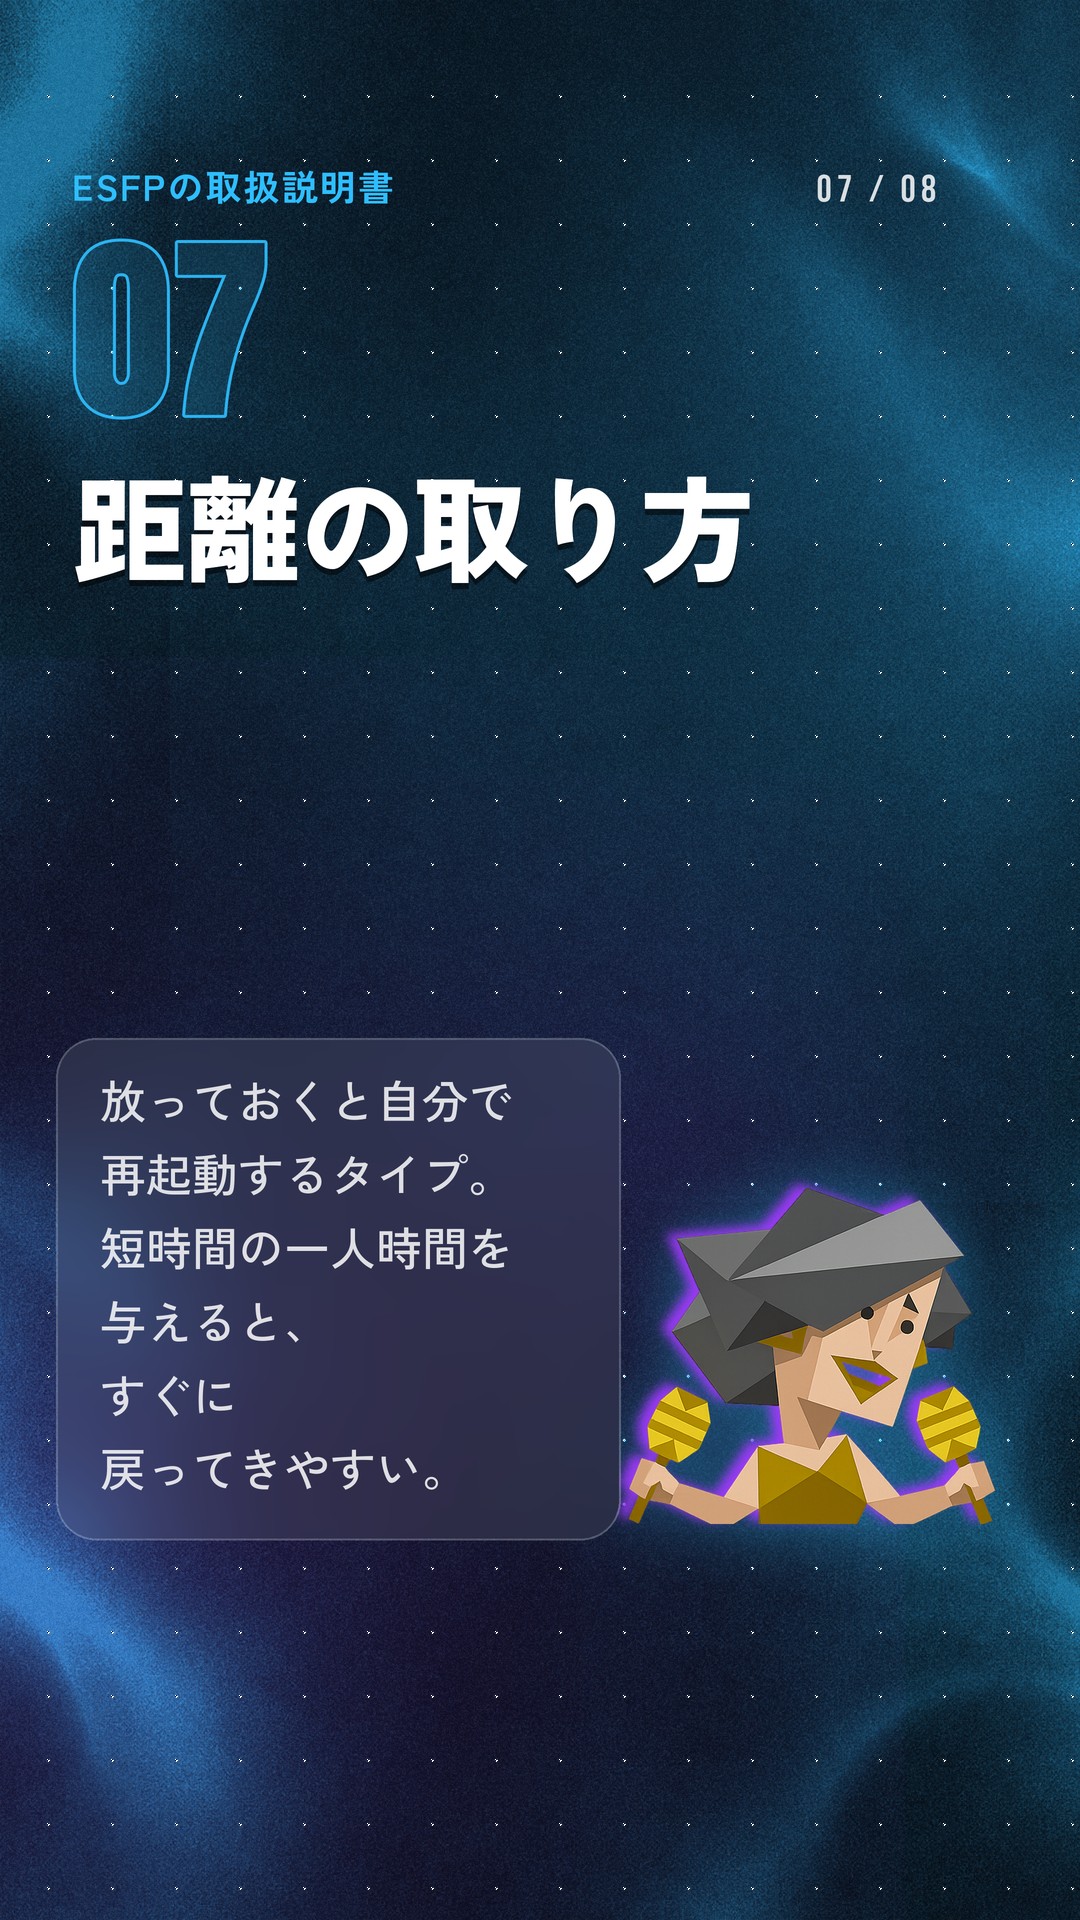 ESFPの取扱説明書
07 / 08
07
距離の取り方
放っておくと自分で
再起動するタイプ。
短時間の一人時間を
与えると、
すぐに
戻ってきやすい。